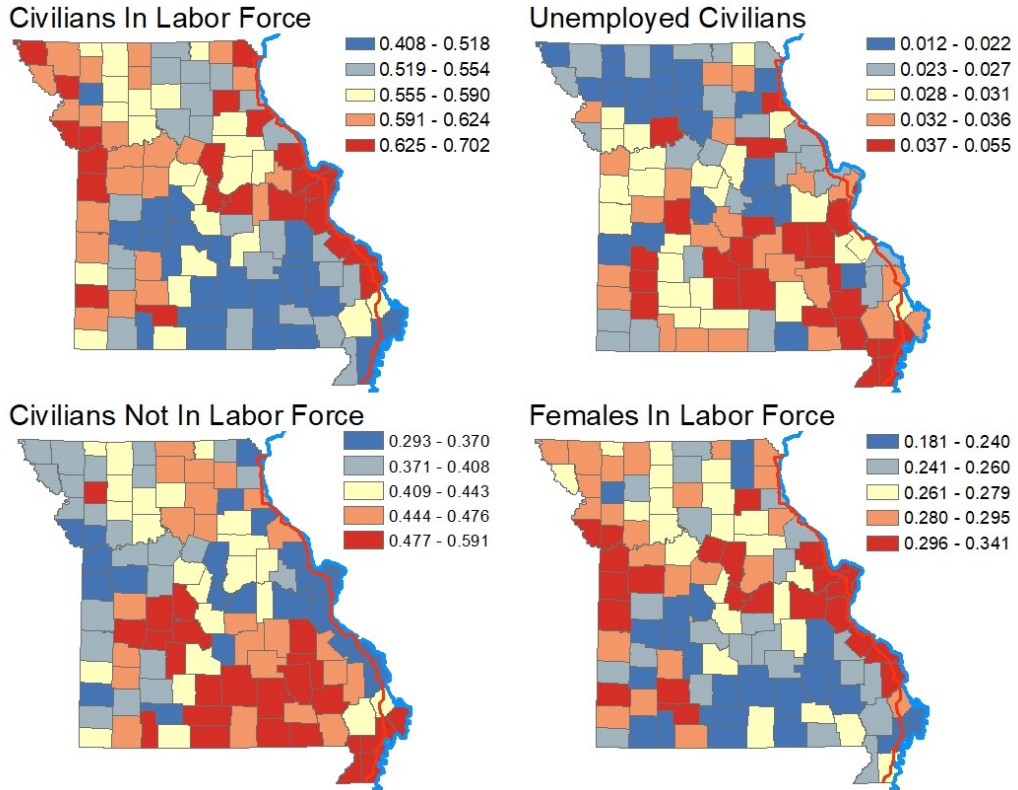 Civilians In Labor Force
0.408 - 0.518
0.519 - 0.554
0.555 - 0.590
0.591 - 0.624
0.625 - 0.702
Unemployed Civilians
0.012 - 0.022
0.023 - 0.027
0.028 - 0.031
0.032 - 0.036
0.037 - 0.055
Civilians Not In Labor Force
0.293 - 0.370
0.371 - 0.408
0.409 - 0.443
0.444 - 0.476
0.477 - 0.591
Females In Labor Force
0.181 - 0.240
0.241 - 0.260
0.261 - 0.279
0.280 - 0.295
0.296 - 0.341